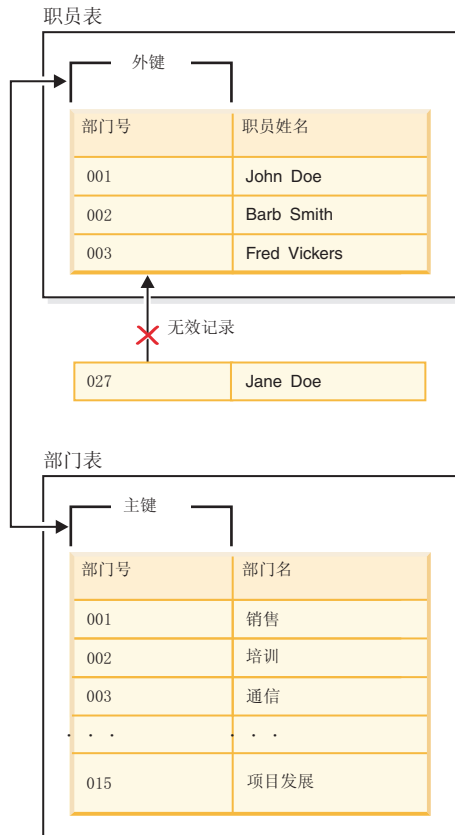 职员表
外键
部门号 职员姓名
001 John Doe
002 Barb Smith
003 Fred Vickers
无效记录
027 Jane Doe
部门表
主键
部门号 部门名
001 销售
002 培训
003 通信
. . . . . .
015 项目发展